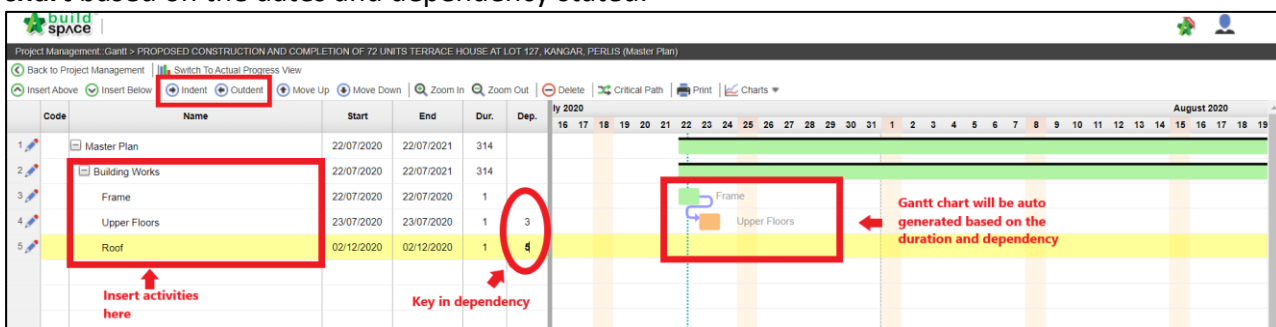 chart based on the dates and dependency stated.
build
space
Project Management::Gantt > PROPOSED CONSTRUCTION AND COMPLETION OF 72 UNITS TERRACE HOUSE AT LOT 127, KANGAR, PERLIS (Master Plan)
Back to Project Management Switch To Actual Progress View
Insert Above Insert Below Indent Outdent Move Up Move Down Zoom In Zoom Out Delete Critical Path Print Charts
Code Name Start End Dur. Dep. ly 2020 August 2020
16 17 18 19 20 21 22 23 24 25 26 27 28 29 30 31 1 2 3 4 5 6 7 8 9 10 11 12 13 14 15 16 17 18 19
1 Master Plan 22/07/2020 22/07/2021 314
2 Building Works 22/07/2020 22/07/2021 314
3 Frame 22/07/2020 22/07/2020 1 Frame
4 Upper Floors 23/07/2020 23/07/2020 1 3 Upper Floors
5 Roof 02/12/2020 02/12/2020 1
Gantt chart will be auto
generated based on the
duration and dependency
Insert activities
here
Key in dependency